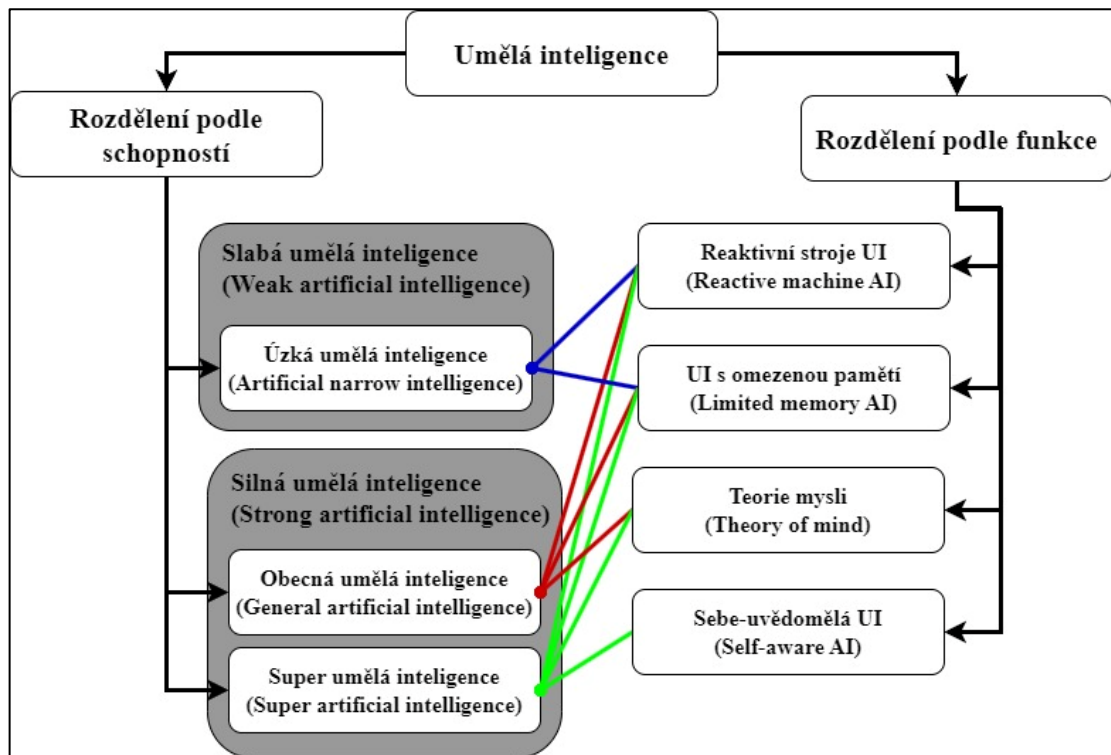 Umělá inteligence
Rozdělení podle
schopností
Rozdělení podle funkce
Slabá umělá inteligence
(Weak artificial intelligence)
Úzká umělá inteligence
(Artificial narrow intelligence)
Silná umělá inteligence
(Strong artificial intelligence)
Obecná umělá inteligence
(General artificial intelligence)
Super umělá inteligence
(Super artificial intelligence)
Reaktivní stroje UI
(Reactive machine AI)
UI s omezenou pamětí
(Limited memory AI)
Teorie mysli
(Theory of mind)
Sebe-uvědomělá UI
(Self-aware AI)